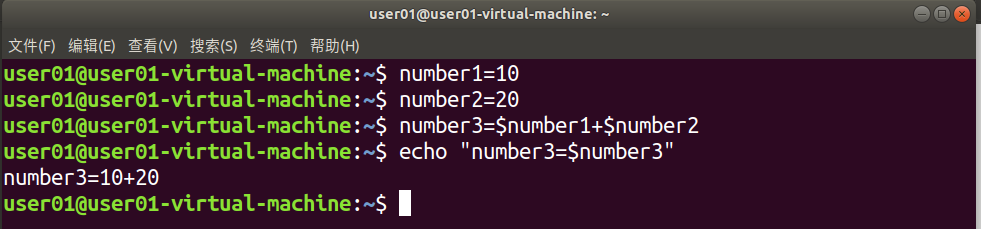 user01@user01-virtual-machine: ~
文件(F) 编辑(E) 查看(V) 搜索(S) 终端(T) 帮助(H)
user01@user01-virtual-machine:~$ number1=10
user01@user01-virtual-machine:~$ number2=20
user01@user01-virtual-machine:~$ number3=$number1+$number2
user01@user01-virtual-machine:~$ echo "number3=$number3"
number3=10+20
user01@user01-virtual-machine:~$